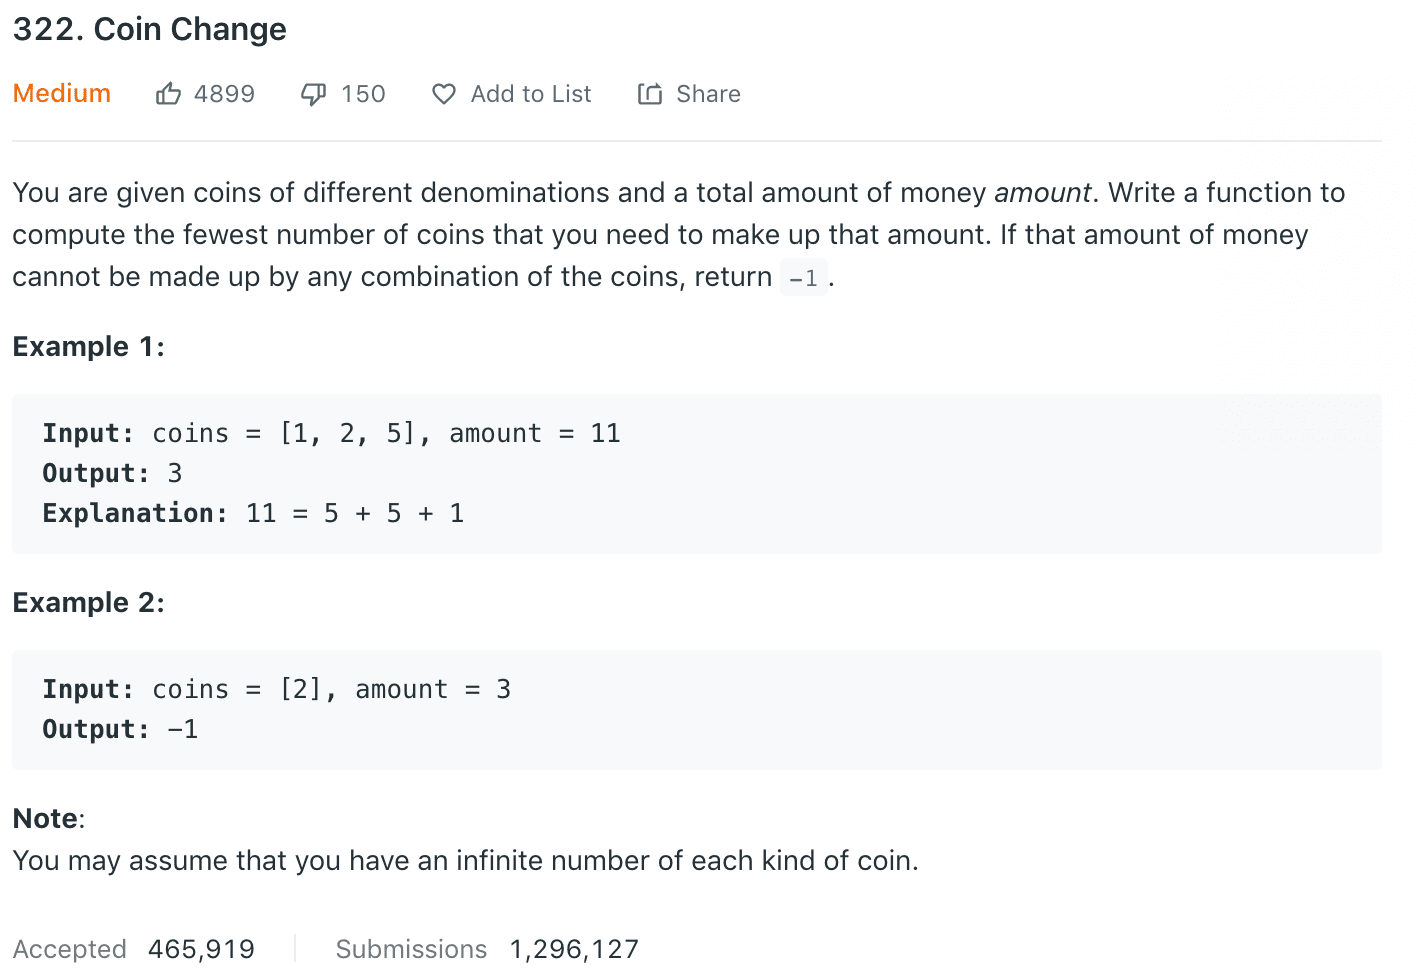 322. Coin Change
Medium 4899 150 Add to List Share
You are given coins of different denominations and a total amount of money amount. Write a function to
compute the fewest number of coins that you need to make up that amount. If that amount of money
cannot be made up by any combination of the coins, return -1.
Example 1:
Input: coins = [1, 2, 5], amount = 11
Output: 3
Explanation: 11 = 5 + 5 + 1
Example 2:
Input: coins = [2], amount = 3
Output: -1
Note:
You may assume that you have an infinite number of each kind of coin.
Accepted 465,919 Submissions 1,296,127